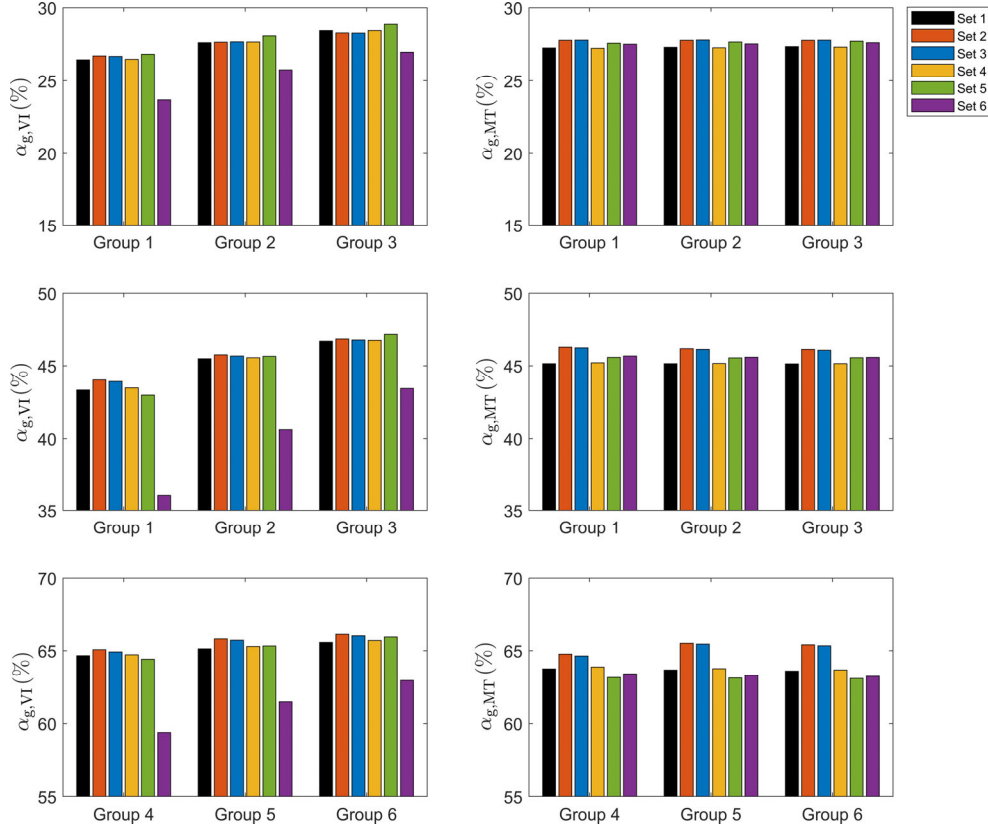 30
25
20
15
α_g,VI (%)
Group 1 Group 2 Group 3
30
25
20
15
α_g,MT (%)
Group 1 Group 2 Group 3
Set 1
Set 2
Set 3
Set 4
Set 5
Set 6
50
45
40
35
α_g,VI (%)
Group 1 Group 2 Group 3
50
45
40
35
α_g,MT (%)
Group 1 Group 2 Group 3
70
65
60
55
α_g,VI (%)
Group 4 Group 5 Group 6
70
65
60
55
α_g,MT (%)
Group 4 Group 5 Group 6